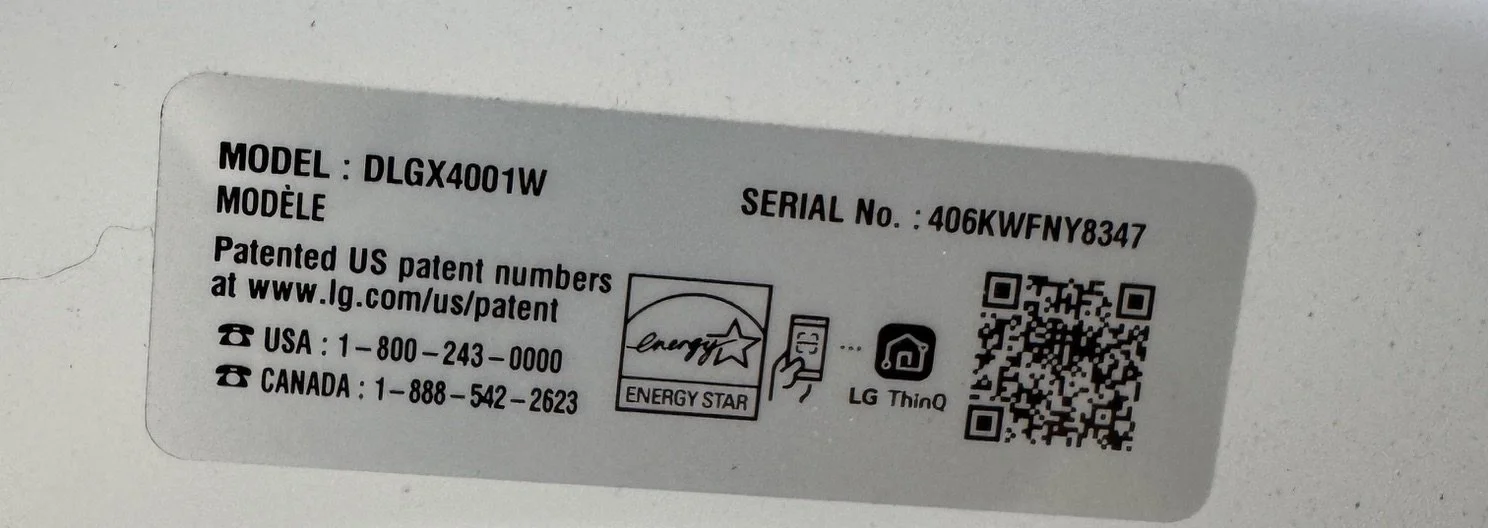 MODEL : DLGX4001W
MODÈLE
SERIAL No. : 406KWFNY8347
Patented US patent numbers
at www.lg.com/us/patent
☎ USA : 1-800-243-0000
☎ CANADA : 1-888-542-2623
energy
ENERGY STAR
LG ThinQ